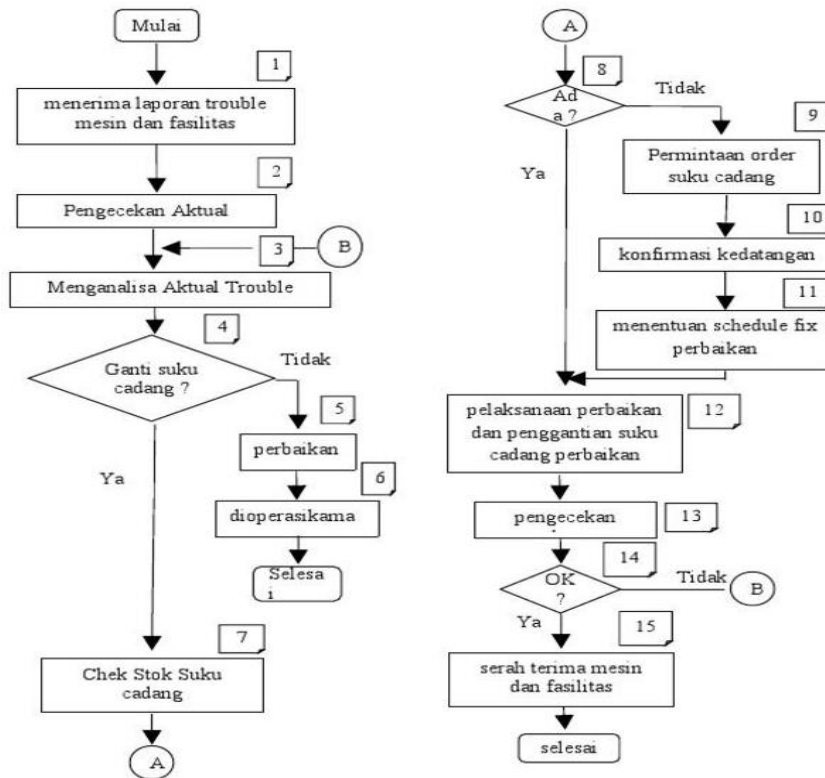 Mulai
1
menerima laporan trouble
mesin dan fasilitas
2
Pengecekan Aktual
3
B
Menganalisa Aktual Trouble
4
Ganti suku
cadang ?
Tidak
5
perbaikan
Ya
6
dioperasikama
Selesa
i
7
Chek Stok Suku
cadang
A
A
8
Ad
a ?
Tidak
9
Permintaan order
suku cadang
Ya
10
konfirmasi kedatangan
11
menentuan schedule fix
perbaikan
pelaksanaan perbaikan
dan penggantian suku
cadang perbaikan
12
pengecekan
13
14
OK
?
Tidak
B
Ya
15
serah terima mesin
dan fasilitas
selesai